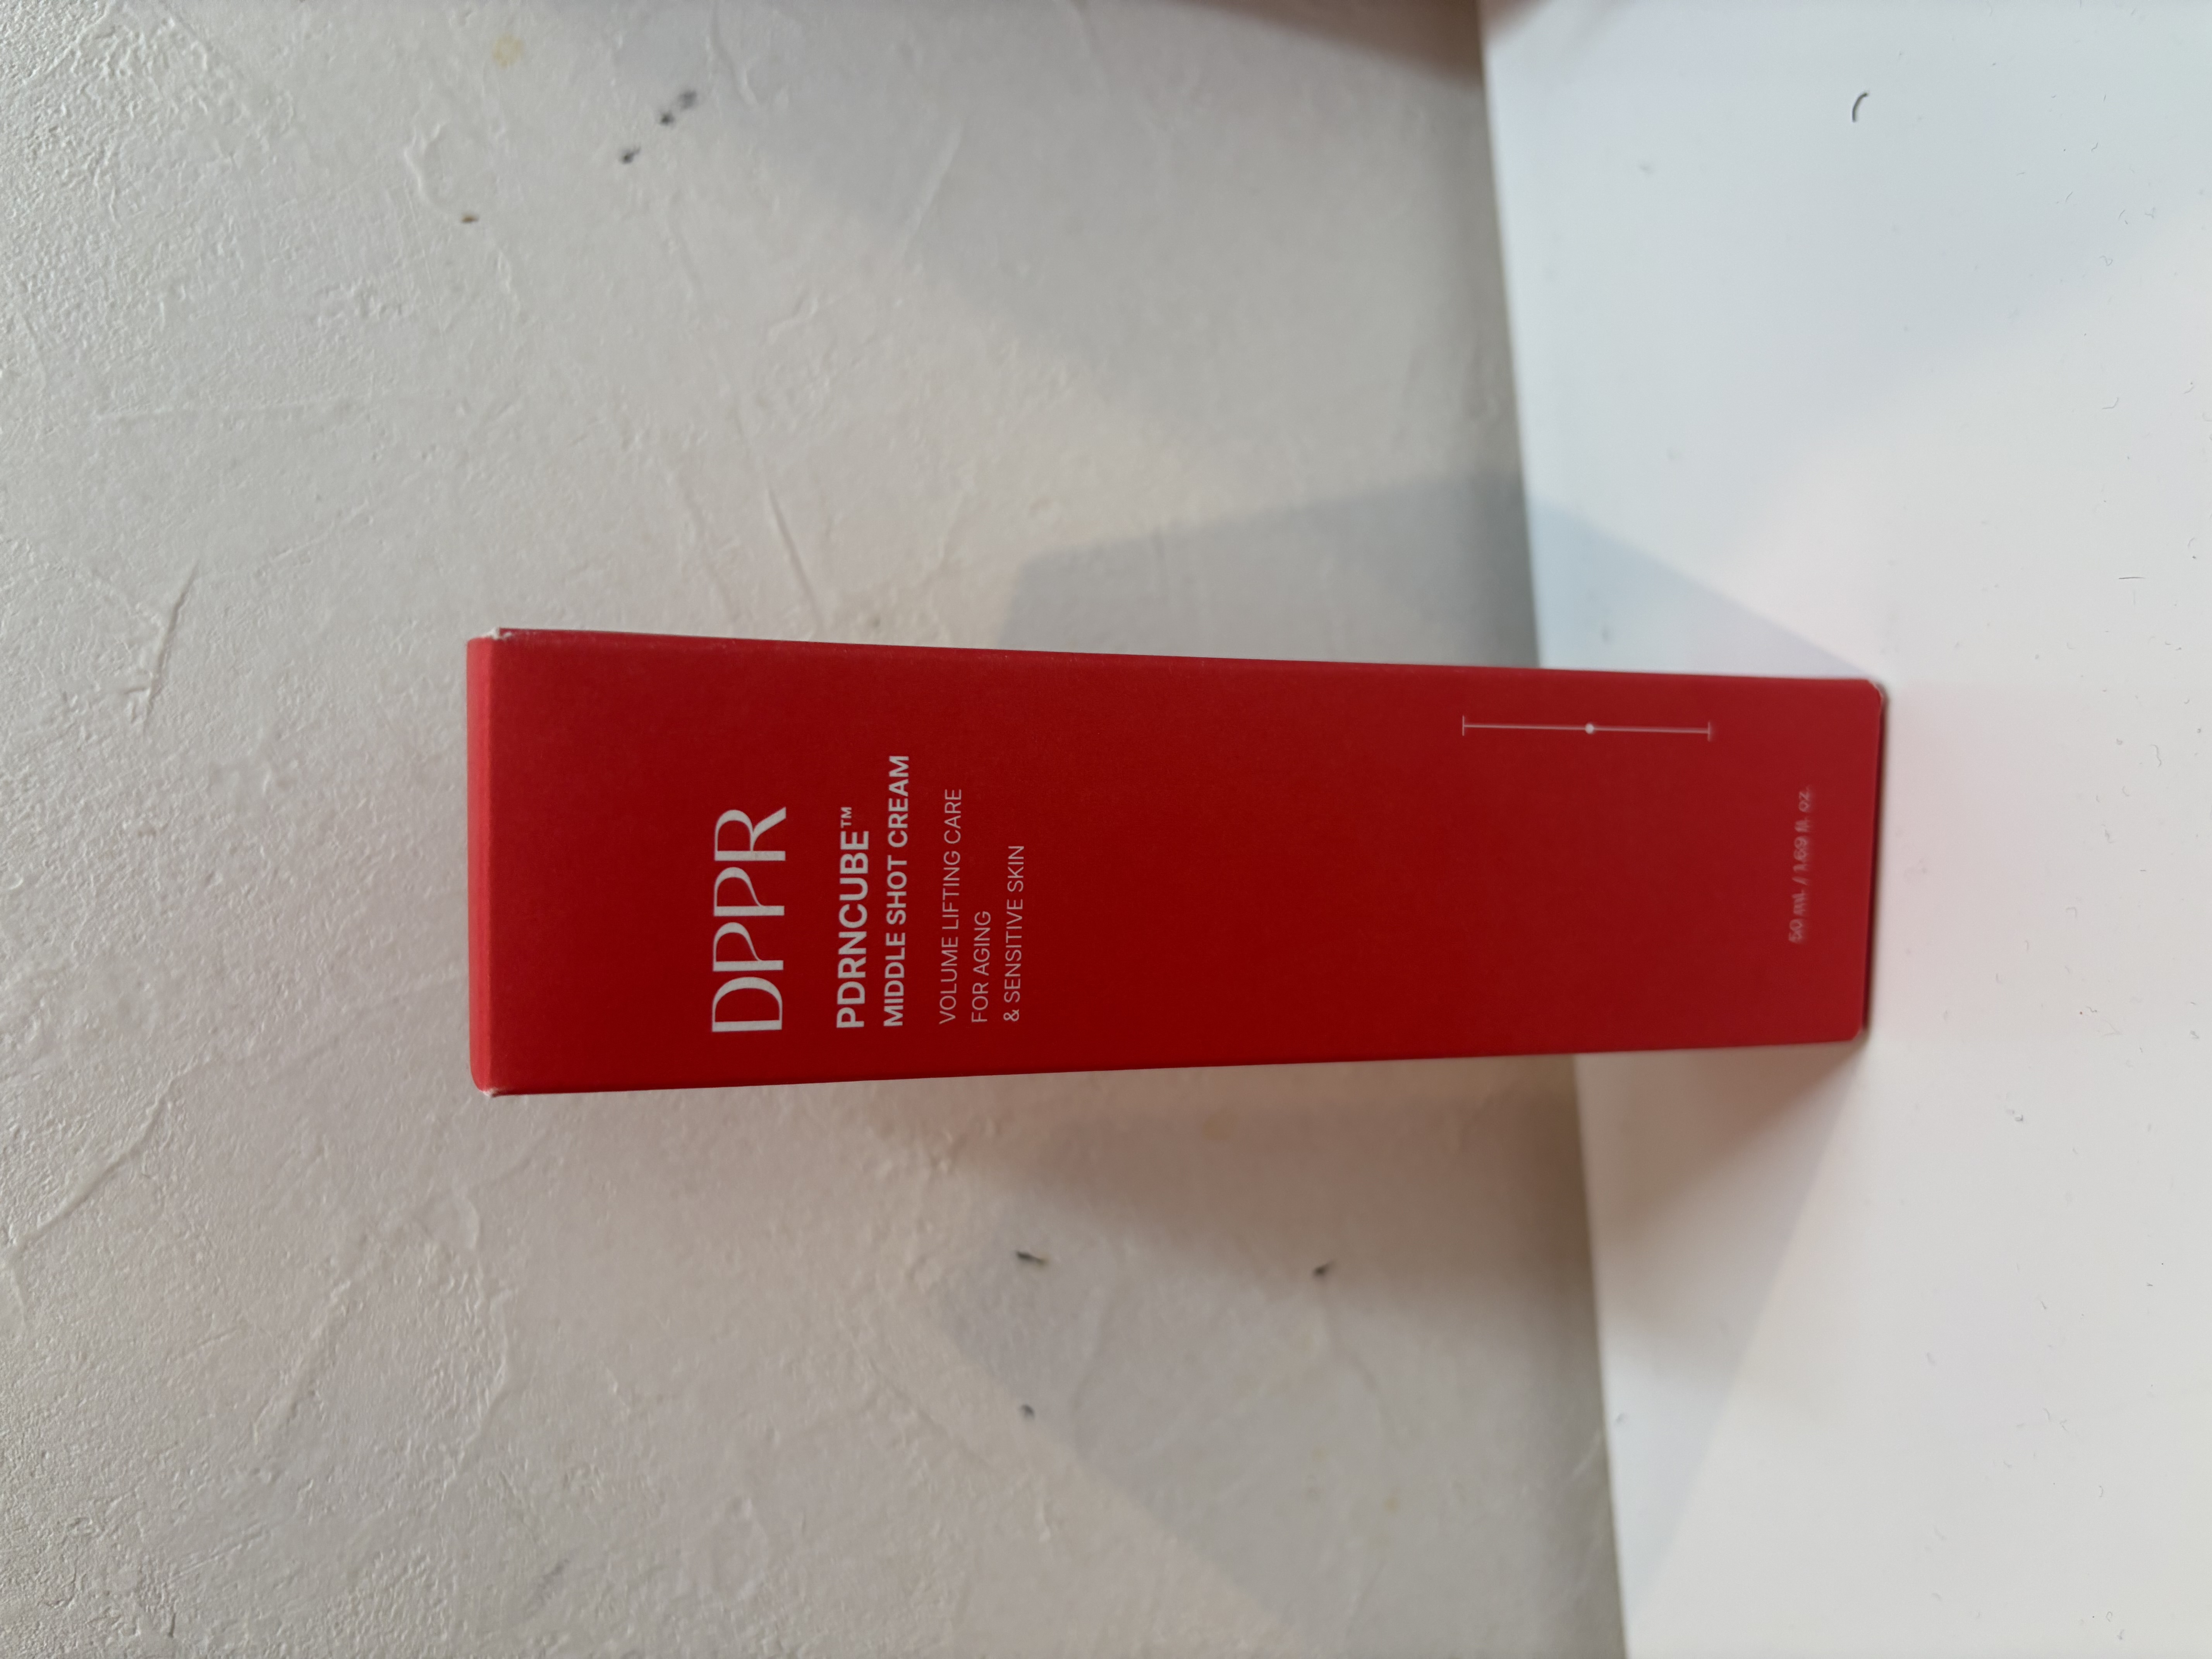 DPPR
PDRNCUBE™
MIDDLE SHOT CREAM
VOLUME LIFTING CARE
FOR AGING
& SENSITIVE SKIN
50 mL / 1.69 fl. oz.